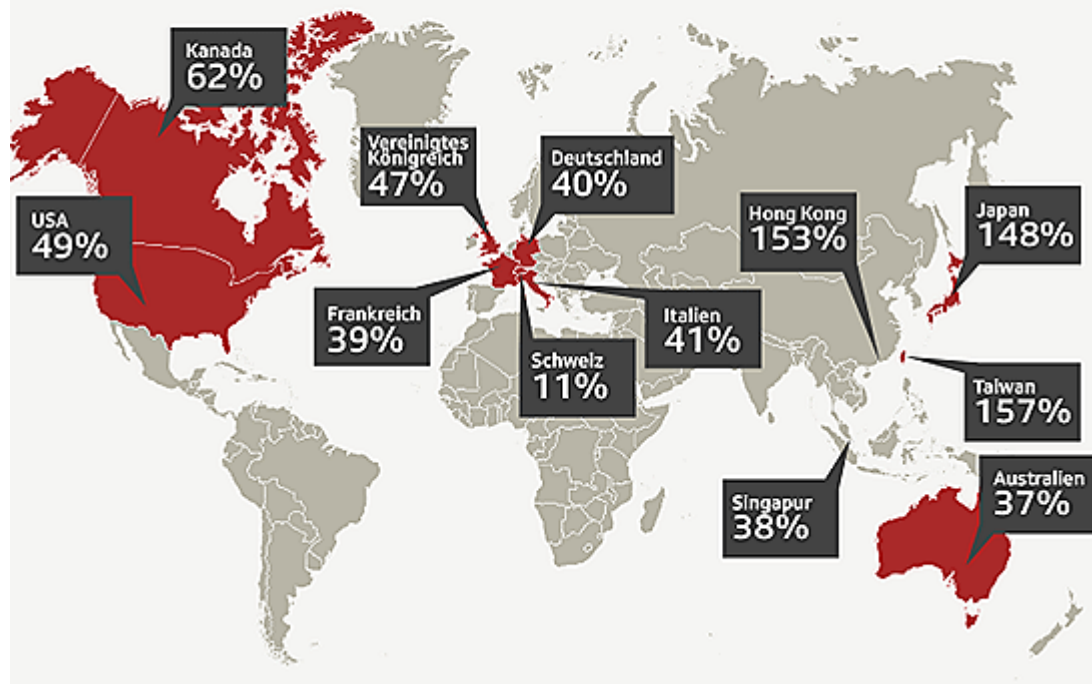 Kanada
62%
Vereinigtes
Königreich
47%
Deutschland
40%
USA
49%
Hong Kong
153%
Japan
148%
Frankreich
39%
Italien
41%
Schweiz
11%
Taiwan
157%
Singapur
38%
Australien
37%